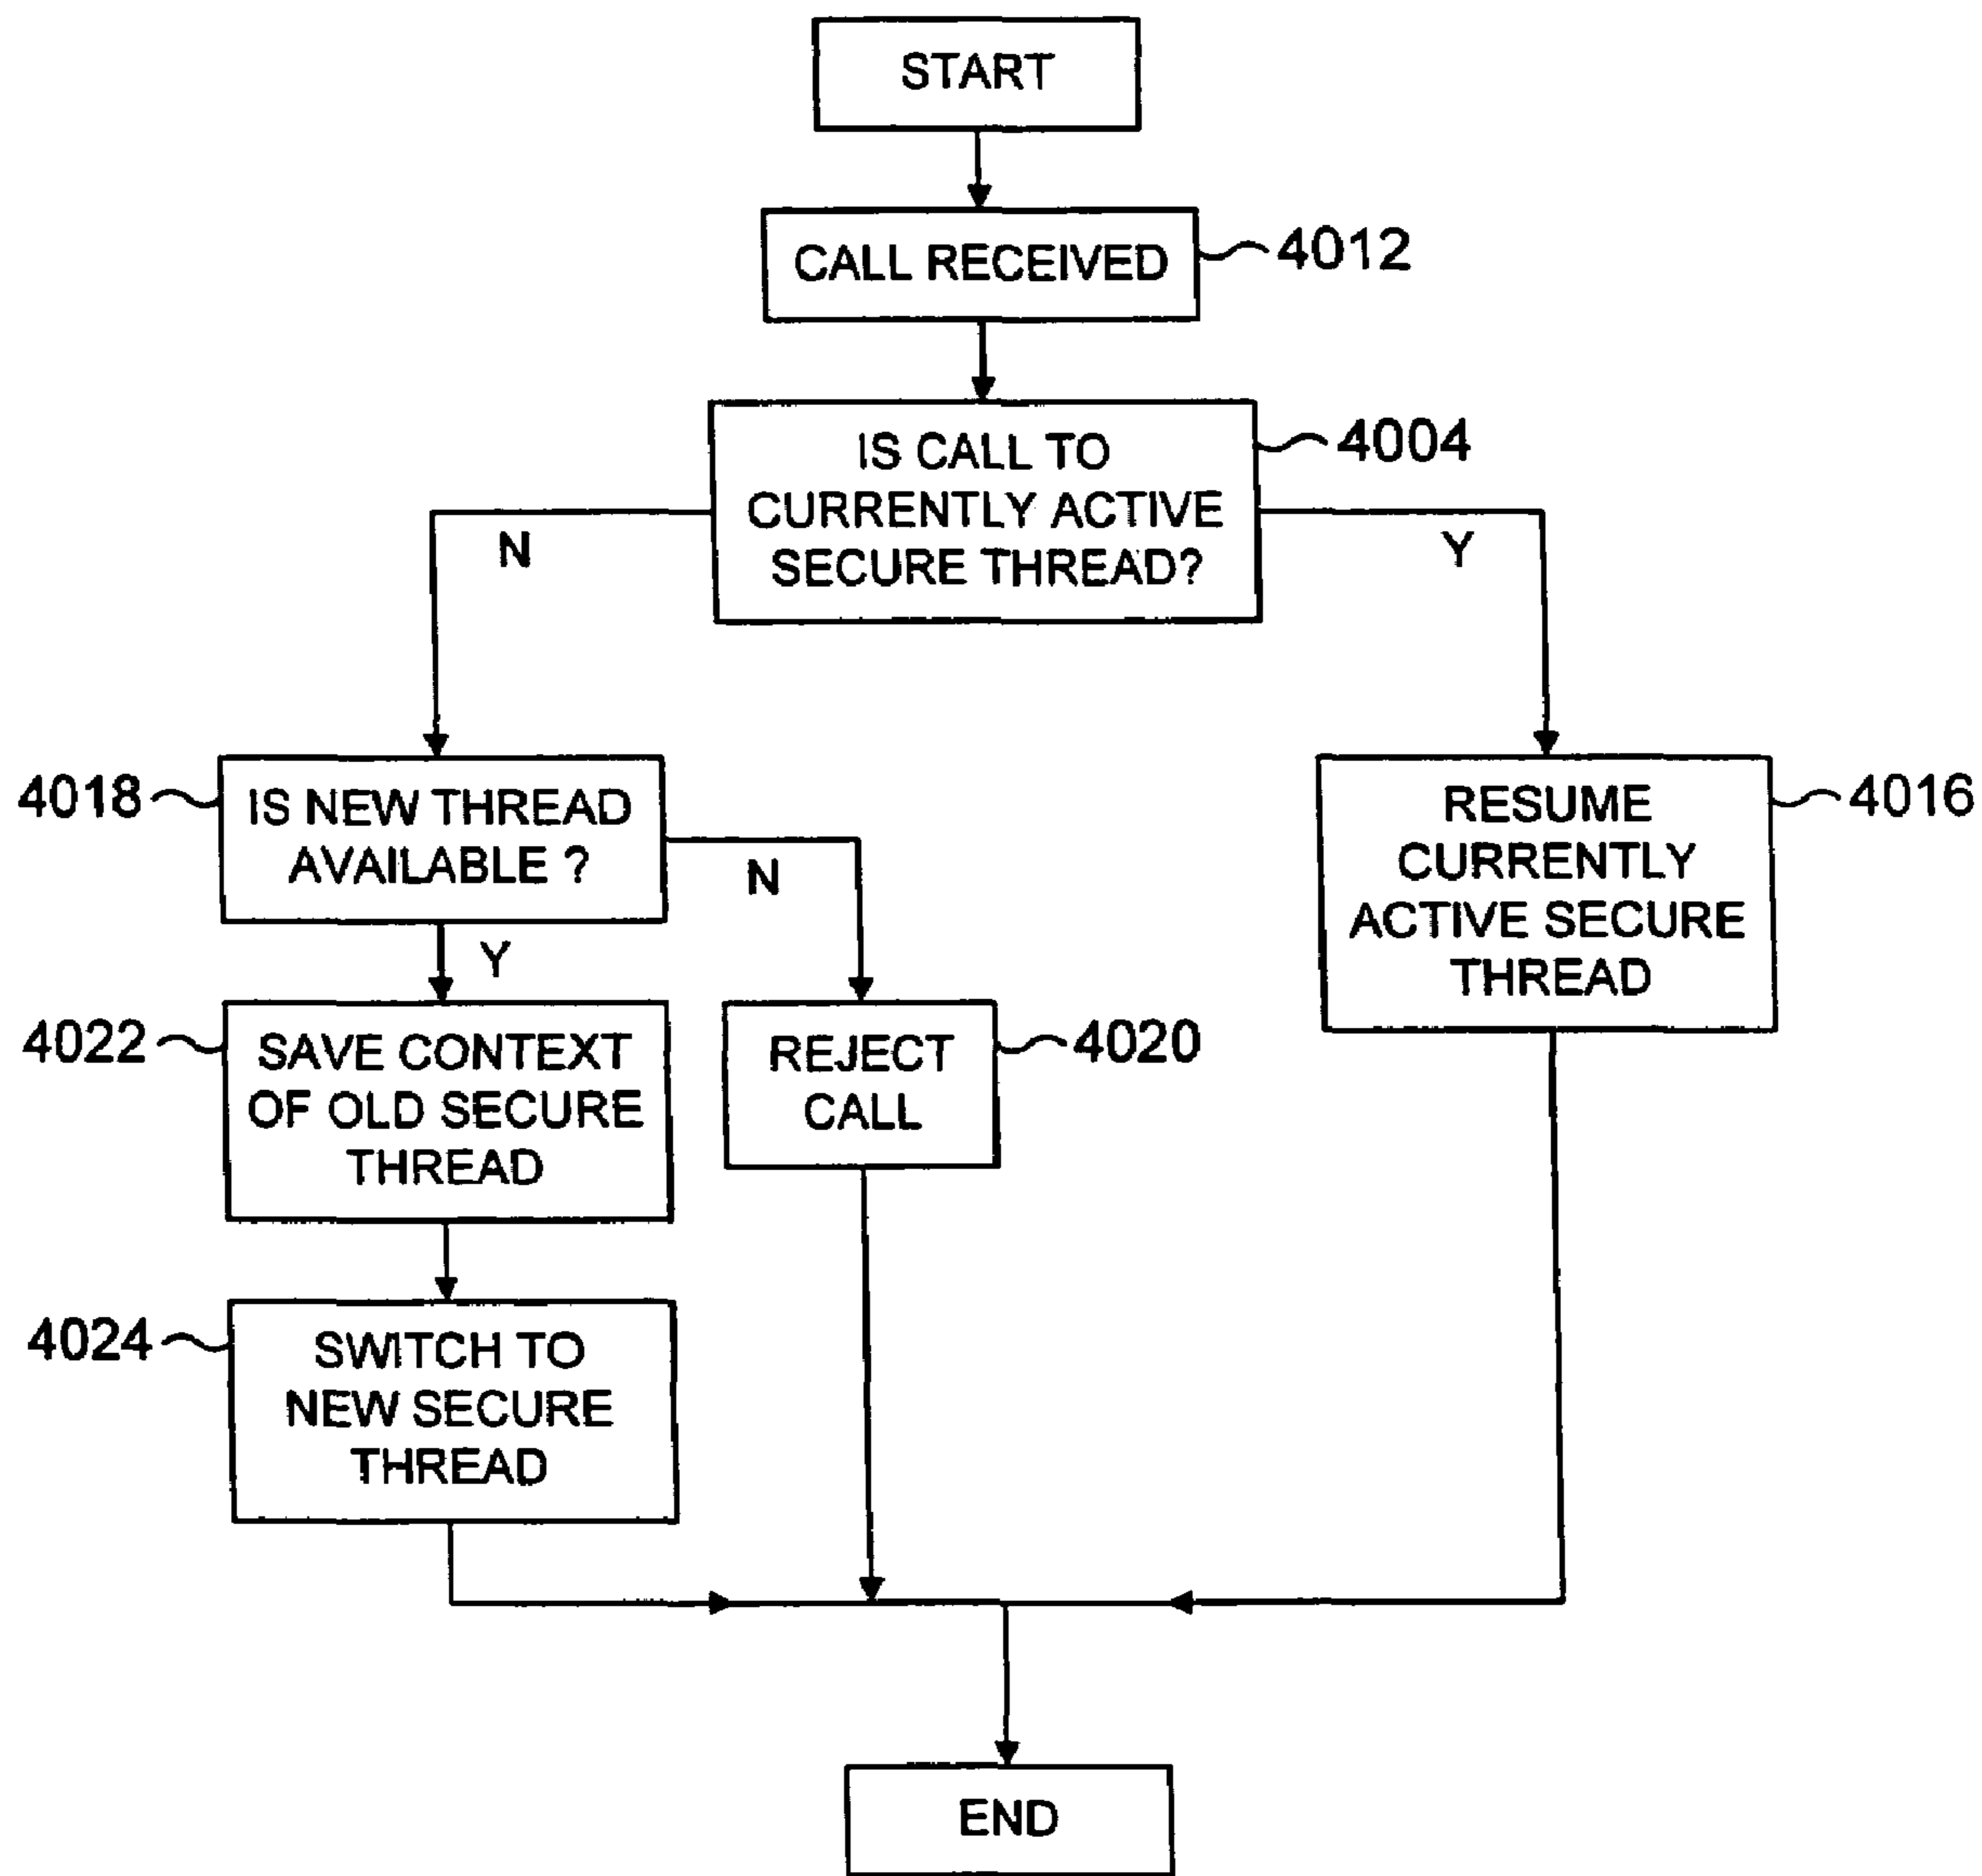 START
CALL RECEIVED
4012
IS CALL TO
CURRENTLY ACTIVE
SECURE THREAD?
4004
N
Y
4018
IS NEW THREAD
AVAILABLE ?
N
Y
RESUME
CURRENTLY
ACTIVE SECURE
THREAD
4016
4022
SAVE CONTEXT
OF OLD SECURE
THREAD
REJECT
CALL
4020
4024
SWITCH TO
NEW SECURE
THREAD
END